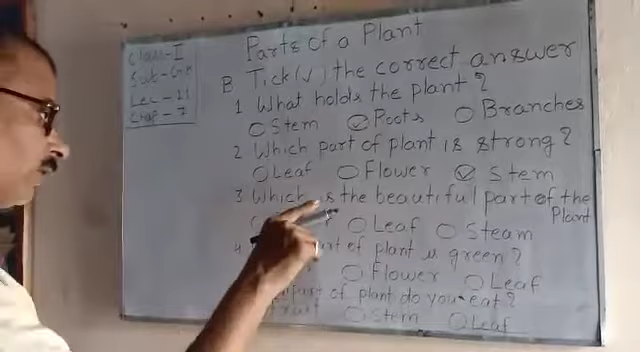 Class-I
Sub-
Lec-21
Chap-7
Parts of a Plant
B Tick(✓) the correct answer
1 What holds the plant?
○ Stem ✓ Roots ○ Branches
2 Which part of plant is strong?
○ Leaf ○ Flower ✓ Stem
3 Which is the beautiful part of the Plant
○ Leaf ○ Steam
4 of plant is green?
○ Flower ○ Leaf
part of plant do you eat?
○ Stem ○ Leaf